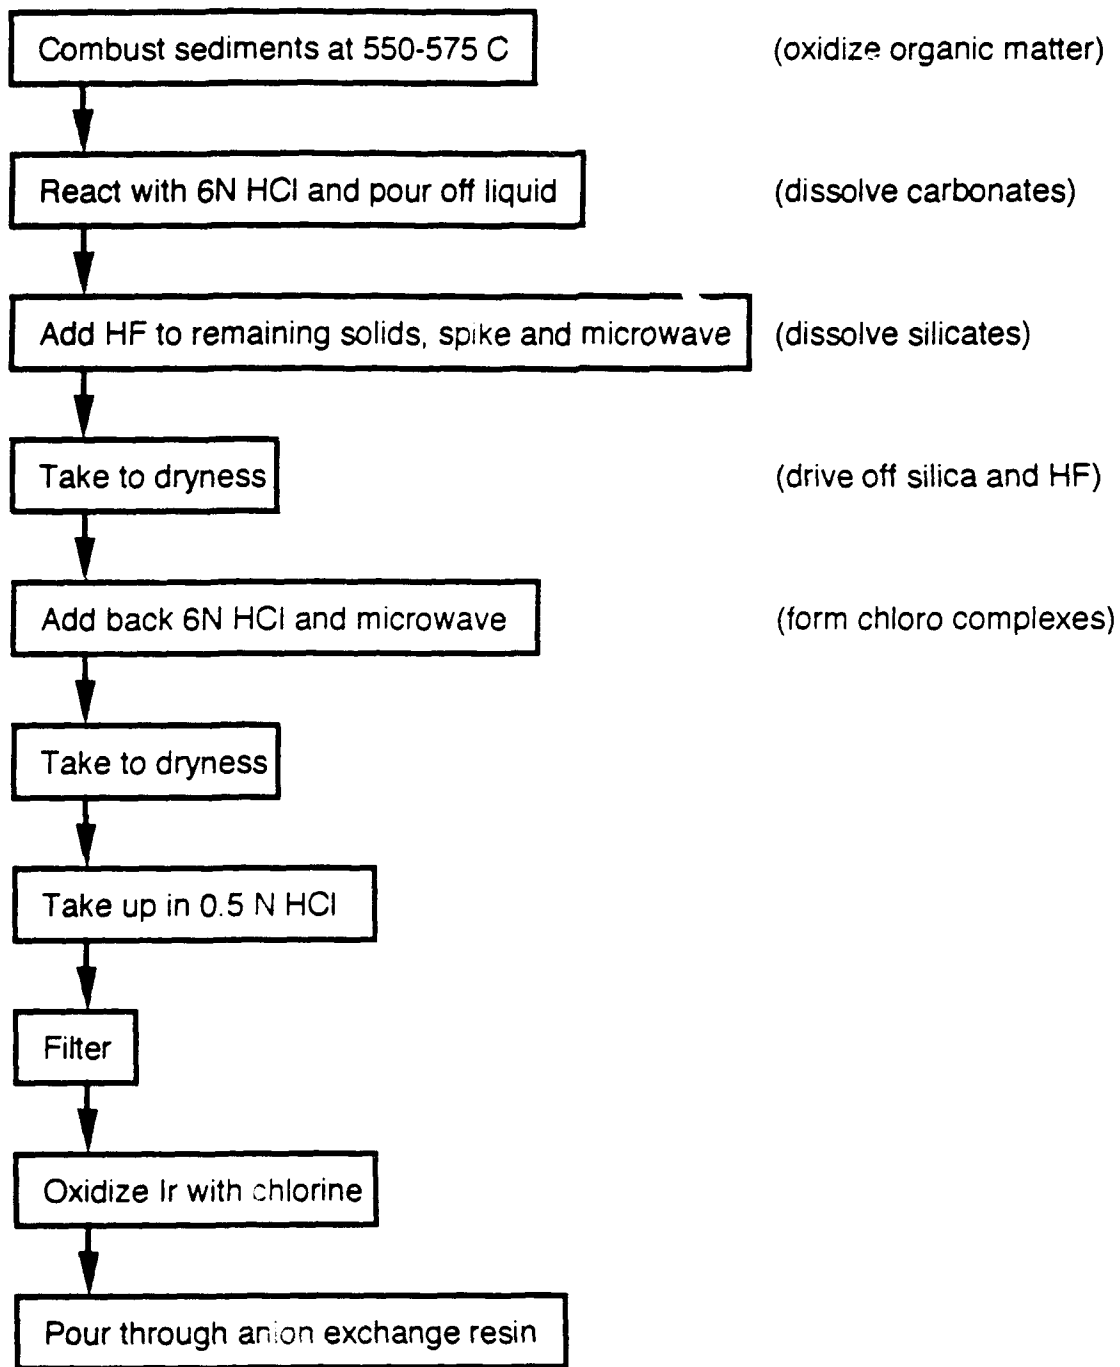 Combust sediments at 550-575 C (oxidize organic matter)
React with 6N HCl and pour off liquid (dissolve carbonates)
Add HF to remaining solids, spike and microwave (dissolve silicates)
Take to dryness (drive off silica and HF)
Add back 6N HCl and microwave (form chloro complexes)
Take to dryness
Take up in 0.5 N HCl
Filter
Oxidize Ir with chlorine
Pour through anion exchange resin